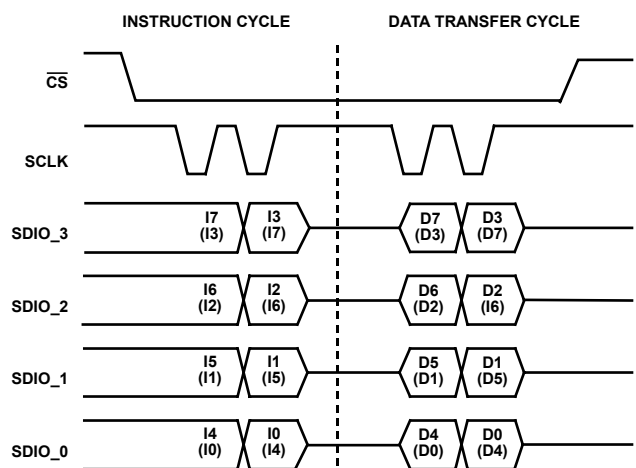 INSTRUCTION CYCLE DATA TRANSFER CYCLE
CS
SCLK
SDIO_3
I7 I3 D7 D3
(I3) (I7) (D3) (D7)
SDIO_2
I6 I2 D6 D2
(I2) (I6) (D2) (I6)
SDIO_1
I5 I1 D5 D1
(I1) (I5) (D1) (D5)
SDIO_0
I4 I0 D4 D0
(I0) (I4) (D0) (D4)